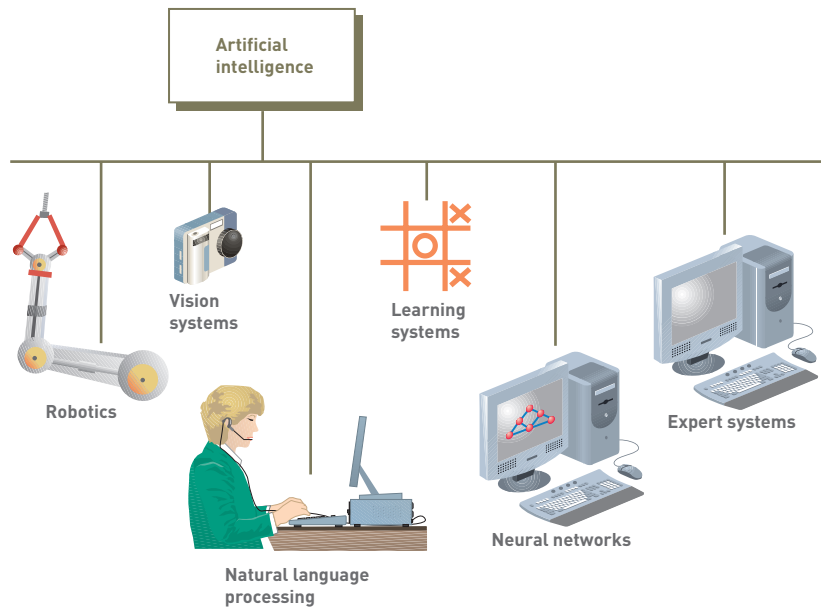 Artificial
intelligence
Vision
systems
Learning
systems
Robotics
Expert systems
Neural networks
Natural language
processing